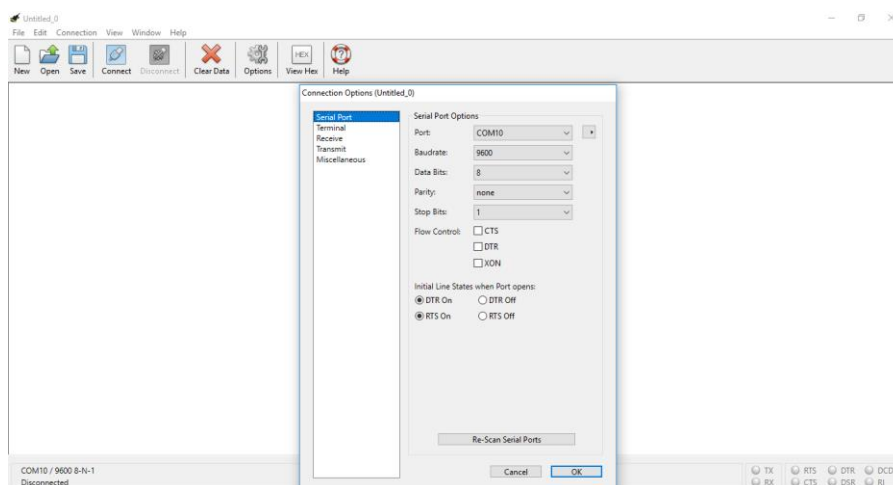 Untitled_0
File Edit Connection View Window Help
HEX
New Open Save Connect Disconnect Clear Data Options View Hex Help
Connection Options (Untitled_0)
Serial Port
Terminal
Receive
Transmit
Miscellaneous
Serial Port Options
Port: COM10
Baudrate: 9600
Data Bits: 8
Parity: none
Stop Bits: 1
Flow Control: CTS
DTR
XON
Initial Line States when Port opens:
DTR On DTR Off
RTS On RTS Off
Re-Scan Serial Ports
Cancel OK
COM10 / 9600 8-N-1
Disconnected
TX RTS DTR DCD
RX CTS DSR RI